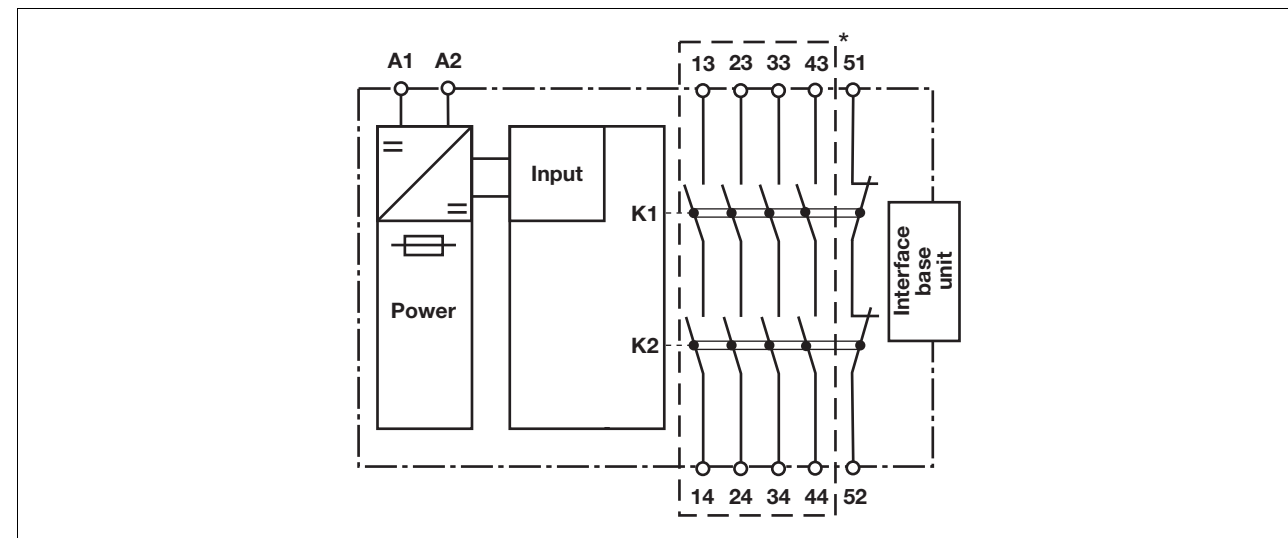 *
A1 A2 13 23 33 43 51
Input
K1
Power
K2
Interface
base
unit
14 24 34 44 52